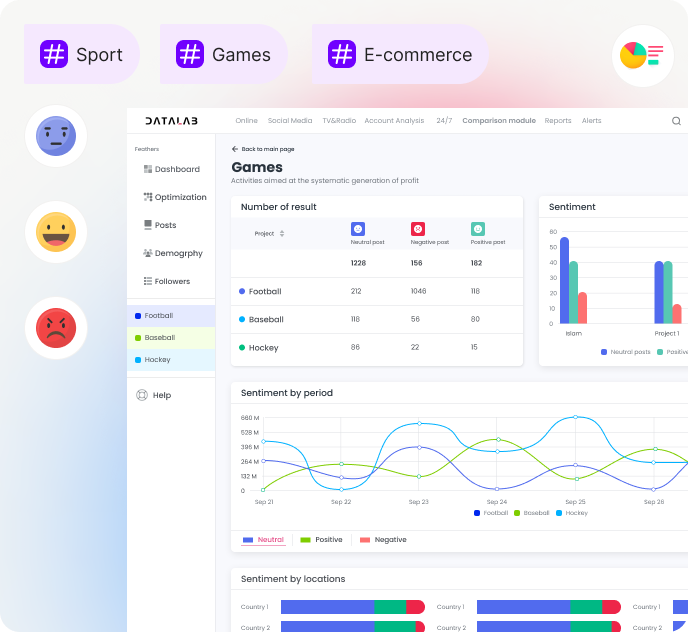 # Sport
# Games
# E-commerce
DATALAB
Online Social Media TV&Radio Account Analysis 24/7 Comparison module Reports Alerts
Feathers
Dashboard
Optimization
Posts
Demogrphy
Followers
Football
Baseball
Hockey
Help
Back to main page
Games
Activities aimed at the systematic generation of profit
Number of result
Project Neutral post Negative post Positive post
1228 156 182
Football 212 1046 118
Baseball 118 56 80
Hockey 86 22 15
Sentiment
60
50
40
30
20
10
0
Islam Project 1
Neutral posts Positive
Sentiment by period
660 M
528 M
396 M
264 M
132 M
0
Sep 21 Sep 22 Sep 23 Sep 24 Sep 25 Sep 26
Football Baseball Hockey
Neutral Positive Negative
Sentiment by locations
Country 1 Country 1 Country 1
Country 2 Country 2 Country 2